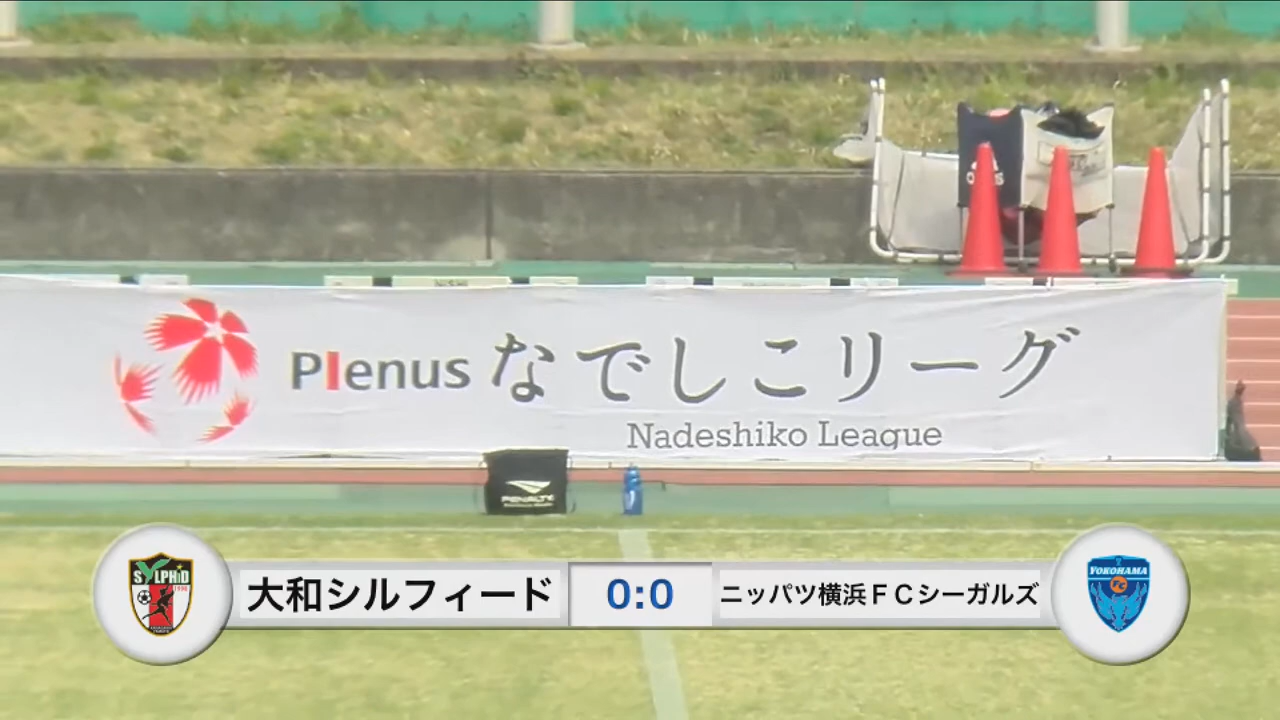 Plenus なでしこリーグ
Nadeshiko League
PENALTY
SYLPHID
大和シルフィード
0:0
ニッパツ横浜ＦＣシーガルズ
YOKOHAMA
FC